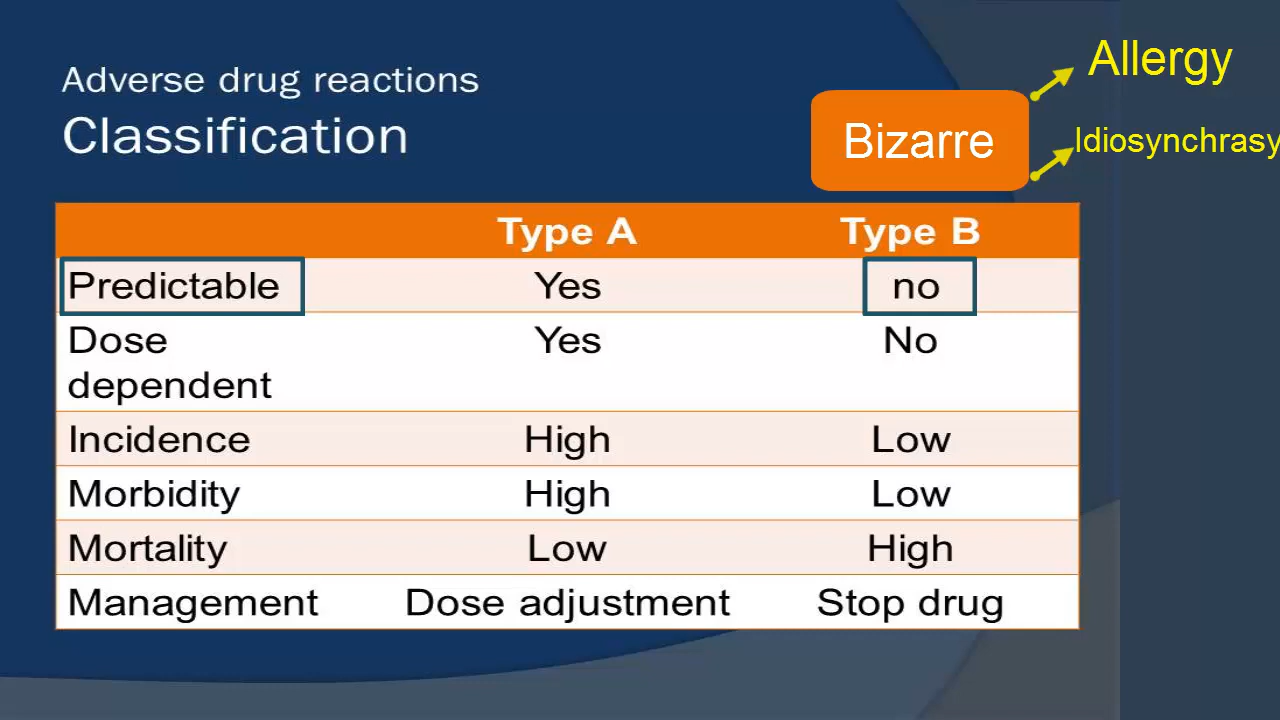 Adverse drug reactions
Classification
Bizarre
Allergy
Idiosynchrasy
Type A Type B
Predictable Yes no
Dose dependent Yes No
Incidence High Low
Morbidity High Low
Mortality Low High
Management Dose adjustment Stop drug